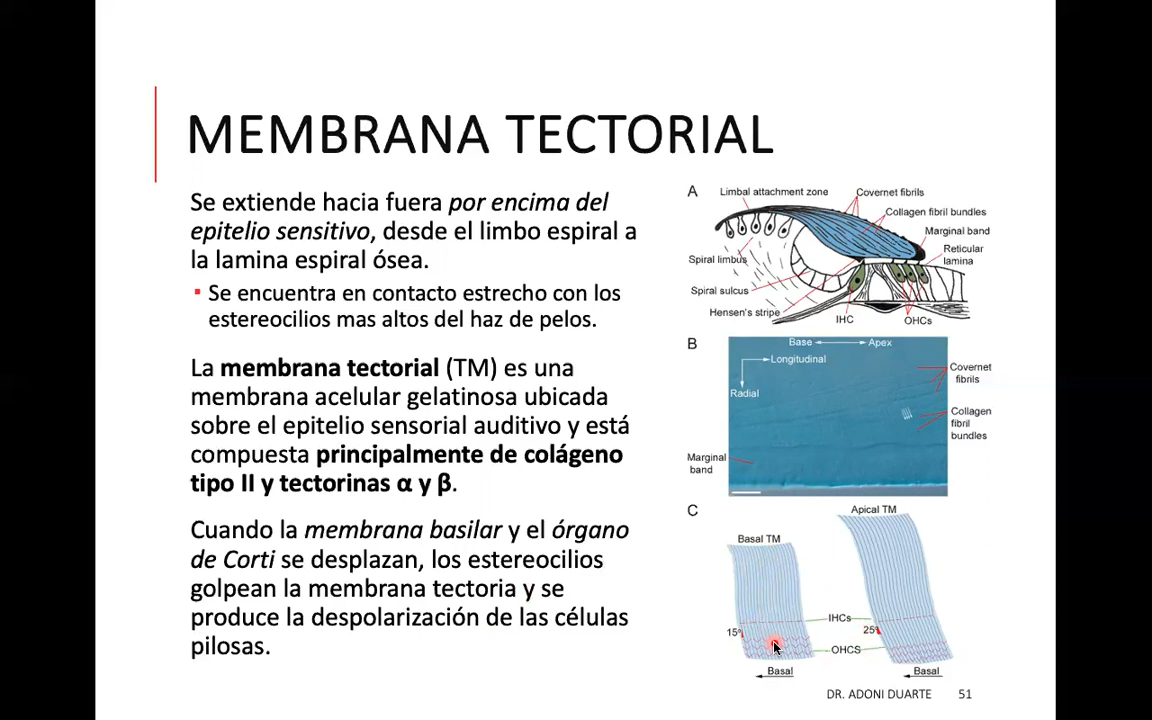 MEMBRANA TECTORIAL
Se extiende hacia fuera por encima del
epitelio sensitivo, desde el limbo espiral a
la lamina espiral ósea.
Se encuentra en contacto estrecho con los
estereocilios mas altos del haz de pelos.
La membrana tectorial (TM) es una
membrana acelular gelatinosa ubicada
sobre el epitelio sensorial auditivo y está
compuesta principalmente de colágeno
tipo II y tectorinas α y β.
Cuando la membrana basilar y el órgano
de Corti se desplazan, los estereocilios
golpean la membrana tectoria y se
produce la despolarización de las células
pilosas.
A
Limbal attachment zone
Covernet fibrils
Collagen fibril bundles
Marginal band
Reticular
lamina
Spiral limbus
Spiral sulcus
Hensen's stripe
IHC
OHCs
B
Base
Apex
Longitudinal
Radial
Covernet
fibrils
Collagen
fibril
bundles
Marginal
band
C
Apical TM
Basal TM
IHCs
15°
25°
OHCS
Basal
Basal
DR. ADONI DUARTE
51